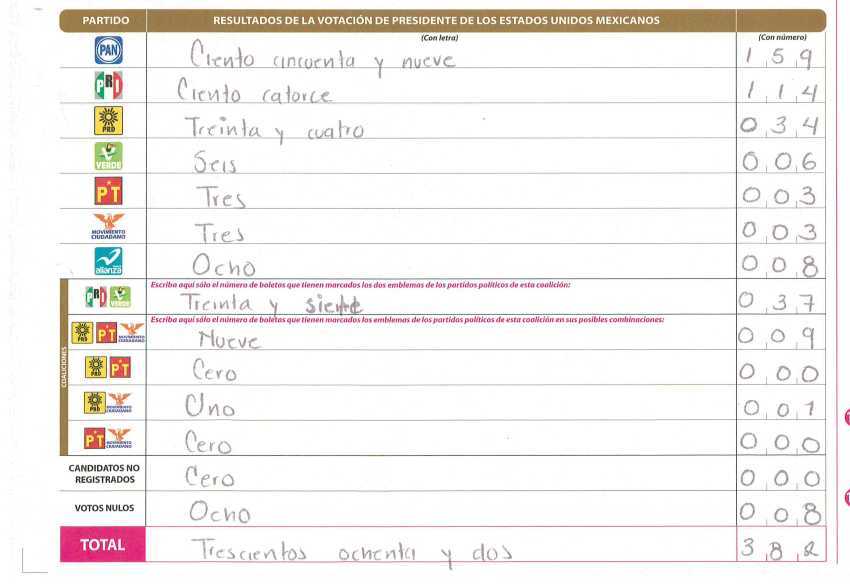 PARTIDO RESULTADOS DE LA VOTACIÓN DE PRESIDENTE DE LOS ESTADOS UNIDOS MEXICANOS
(Con letra) (Con número)
PAN Ciento cincuenta y nueve 1 5 9
PRI Ciento catorce 1 1 4
PRD Treinta y cuatro 0 3 4
VERDE Seis 0 0 6
PT Tres 0 0 3
MOVIMIENTO CIUDADANO Tres 0 0 3
alianza Ocho 0 0 8
COALICIONES
Escriba aquí sólo el número de boletas que tienen marcados los dos emblemas de los partidos políticos de esta coalición:
PRI VERDE Treinta y siete 0 3 7
Escriba aquí sólo el número de boletas que tienen marcados los emblemas de los partidos políticos de esta coalición en sus posibles combinaciones:
PRD PT MOVIMIENTO CIUDADANO Nueve 0 0 9
PRD PT Cero 0 0 0
PRD MOVIMIENTO CIUDADANO Uno 0 0 1
PT MOVIMIENTO CIUDADANO Cero 0 0 0
CANDIDATOS NO REGISTRADOS Cero 0 0 0
VOTOS NULOS Ocho 0 0 8
TOTAL Trescientos ochenta y dos 3 8 2